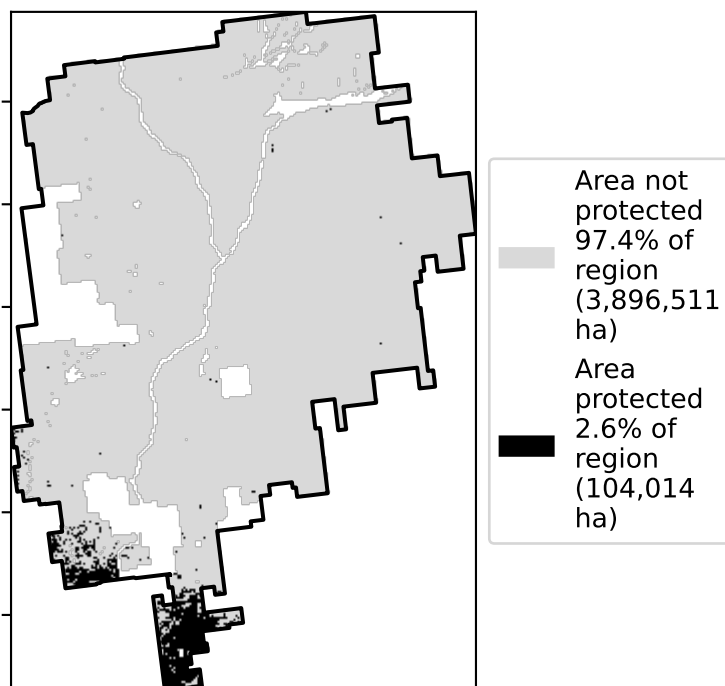 Area not
protected
97.4% of
region
(3,896,511
ha)
Area
protected
2.6% of
region
(104,014
ha)